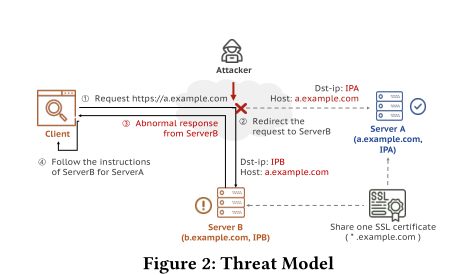 Attacker
① Request https://a.example.com
Dst-ip: IPA
Host: a.example.com
Client
③ Abnormal response
from ServerB
② Redirect the
request to ServerB
Server A
(a.example.com,
IPA)
④ Follow the instructions
of ServerB for ServerA
Dst-ip: IPB
Host: a.example.com
SSL
Server B
(b.example.com, IPB)
Share one SSL certificate
( * .example.com )
Figure 2: Threat Model